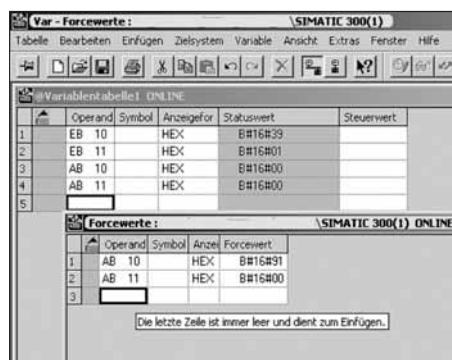 Var - Forcewerte : \SIMATIC 300(1)
Tabelle Bearbeiten Einfügen Zielsystem Variable Ansicht Extras Fenster Hilfe
@Variablentabelle1 ONLINE
Operand Symbol Anzeigefor Statuswert Steuerwert
1 EB 10 HEX B#16#39
2 EB 11 HEX B#16#01
3 AB 10 HEX B#16#00
4 AB 11 HEX B#16#00
5
Forcewerte : \SIMATIC 300(1) ONLINE
Operand Symbol Anzei Forcewert
1 AB 10 HEX B#16#91
2 AB 11 HEX B#16#00
3
Die letzte Zeile ist immer leer und dient zum Einfügen.